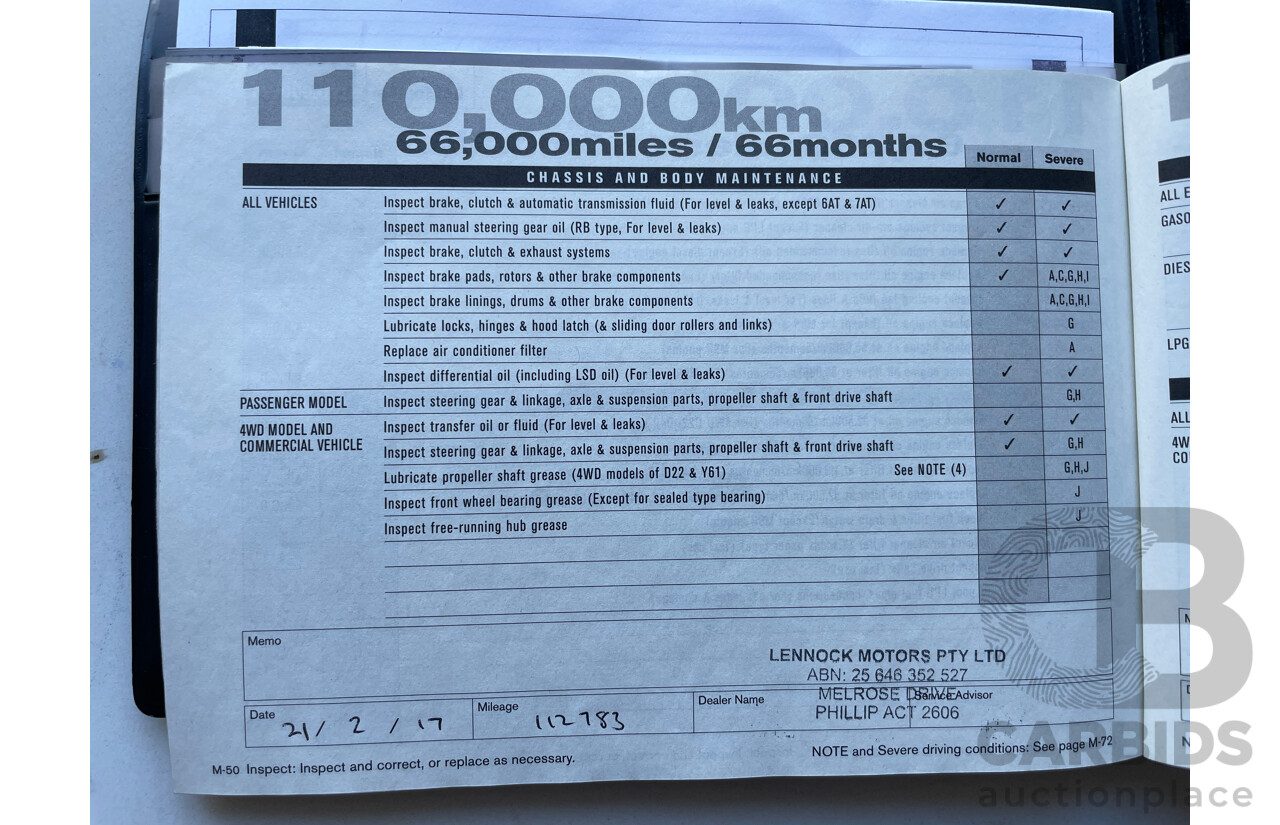 110,000km
66,000miles / 66months
Normal Severe
CHASSIS AND BODY MAINTENANCE
ALL VEHICLES Inspect brake, clutch & automatic transmission fluid (For level & leaks, except 6AT & 7AT) ✓ ✓
Inspect manual steering gear oil (RB type, For level & leaks) ✓ ✓
Inspect brake, clutch & exhaust systems ✓ ✓
Inspect brake pads, rotors & other brake components ✓ A,C,G,H,I
Inspect brake linings, drums & other brake components A,C,G,H,I
Lubricate locks, hinges & hood latch (& sliding door rollers and links) G
Replace air conditioner filter A
Inspect differential oil (including LSD oil) (For level & leaks) ✓ ✓
PASSENGER MODEL Inspect steering gear & linkage, axle & suspension parts, propeller shaft & front drive shaft G,H
4WD MODEL AND COMMERCIAL VEHICLE Inspect transfer oil or fluid (For level & leaks) ✓ ✓
Inspect steering gear & linkage, axle & suspension parts, propeller shaft & front drive shaft ✓ G,H
Lubricate propeller shaft grease (4WD models of D22 & Y61) See NOTE (4) G,H,J
Inspect front wheel bearing grease (Except for sealed type bearing) J
Inspect free-running hub grease J
Memo
LENNOCK MOTORS PTY LTD
ABN: 25 646 352 527
MELROSE DRIVE
PHILLIP ACT 2606
Date 21/2/17
Mileage 112783
Dealer Name
Service Advisor
M-50 Inspect: Inspect and correct, or replace as necessary.
NOTE and Severe driving conditions: See page M-72
1
ALL E
GASO
DIES
LPG
ALL
4W
CO
N
D
N
CARBIDS
auctionplace